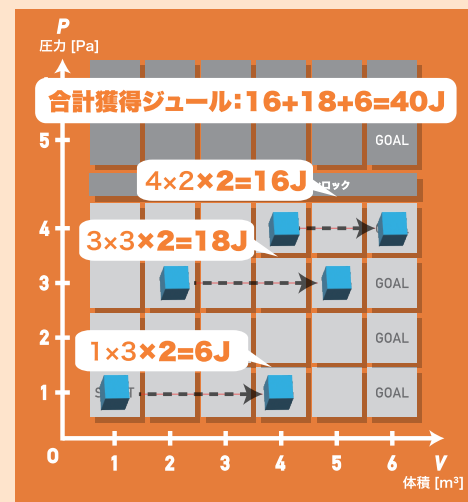 P
圧力 [Pa]
合計獲得ジュール：16+18+6=40J
5
GOAL
4×2×2=16J
ロック
4
3×3×2=18J
3
GOAL
2
GOAL
1×3×2=6J
1
GOAL
0
1 2 3 4 5 6 V
体積 [m³]